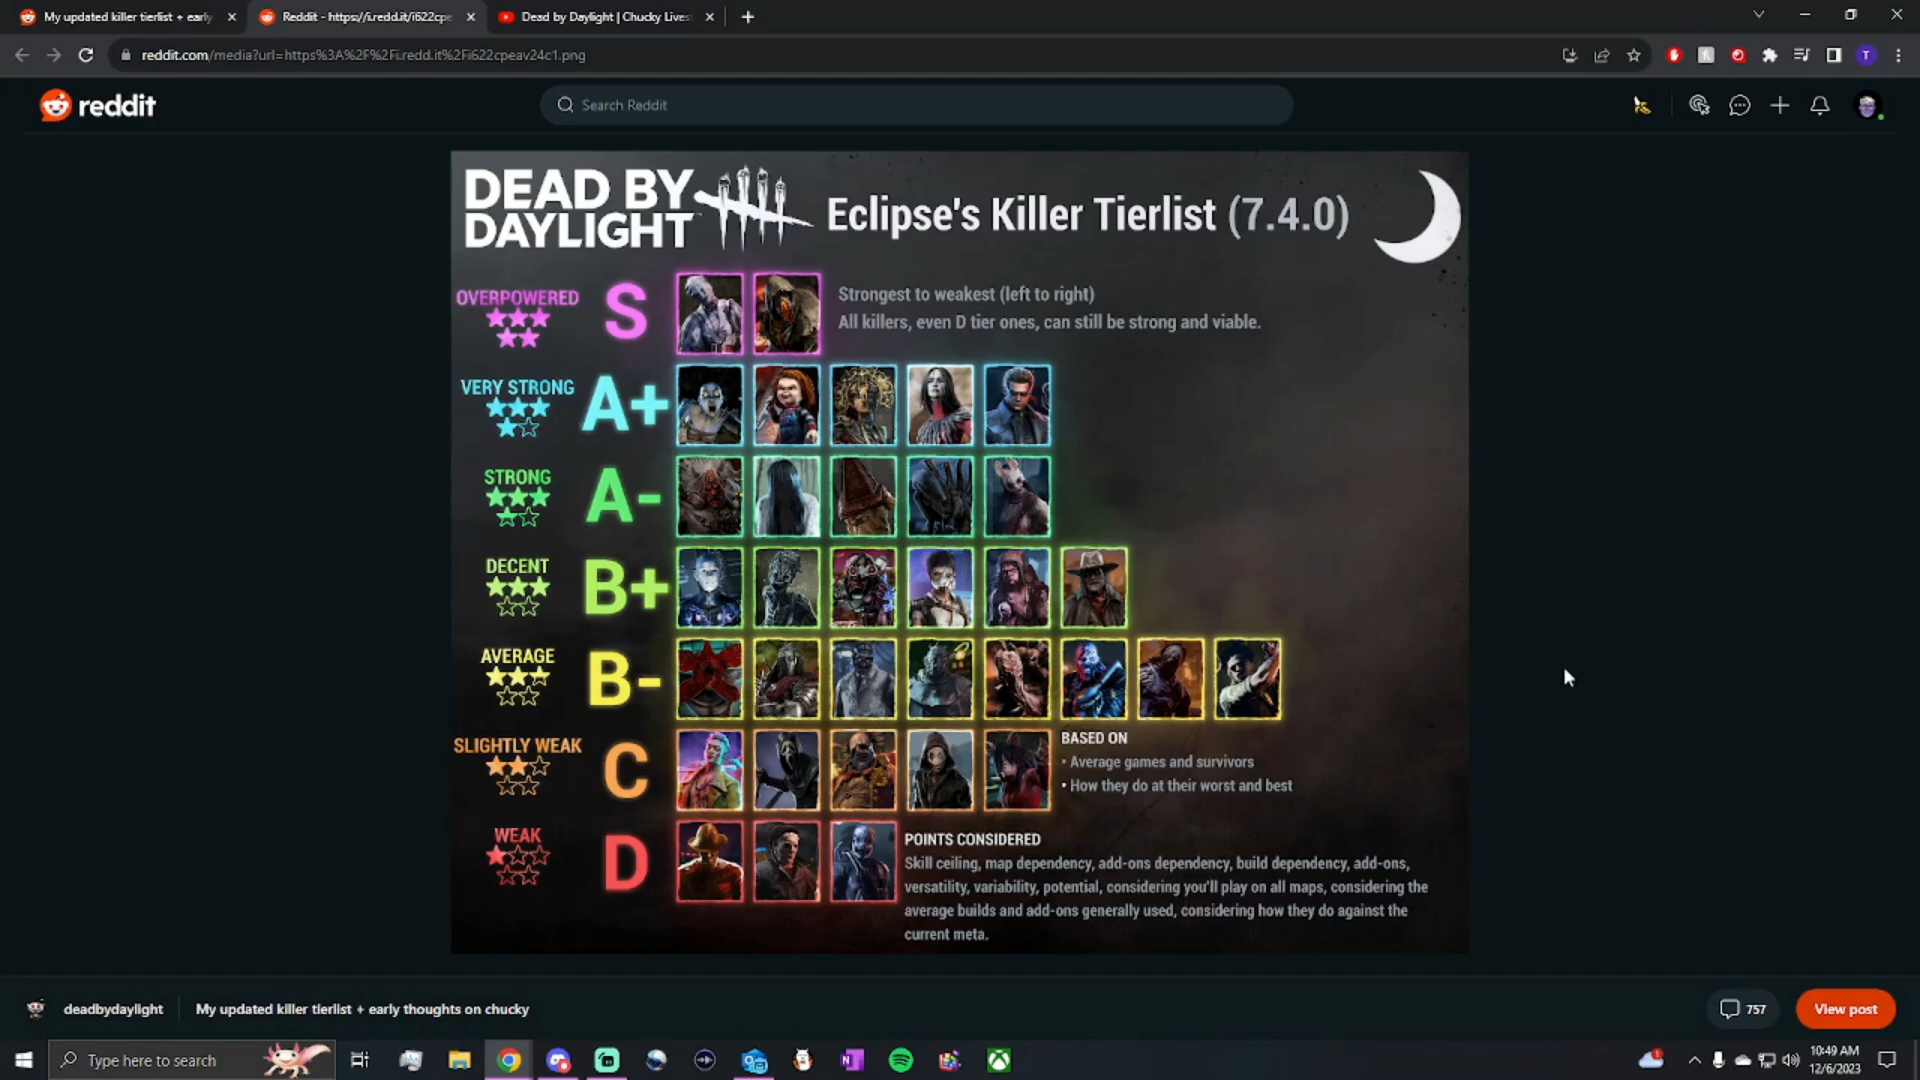 My updated killer tierlist + early
Reddit - https://i.redd.it/i622cpe
Dead by Daylight | Chucky Lives
reddit.com/media?url=https%3A%2F%2Fi.redd.it%2Fi622cpeav24c1.png
T
reddit
Search Reddit
DEAD BY
DAYLIGHT
Eclipse's Killer Tierlist (7.4.0)
OVERPOWERED
S
Strongest to weakest (left to right)
All killers, even D tier ones, can still be strong and viable.
VERY STRONG
A+
STRONG
A-
DECENT
B+
AVERAGE
B-
SLIGHTLY WEAK
C
BASED ON
• Average games and survivors
• How they do at their worst and best
WEAK
D
POINTS CONSIDERED
Skill ceiling, map dependency, add-ons dependency, build dependency, add-ons,
versatility, variability, potential, considering you'll play on all maps, considering the
average builds and add-ons generally used, considering how they do against the
current meta.
deadbydaylight
My updated killer tierlist + early thoughts on chucky
757
View post
Type here to search
10:49 AM
12/6/2023